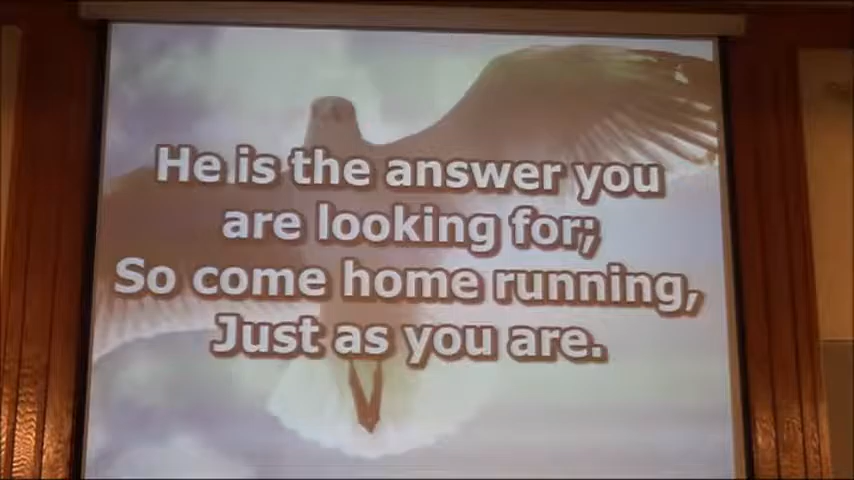 He is the answer you
are looking for;
So come home running,
Just as you are.